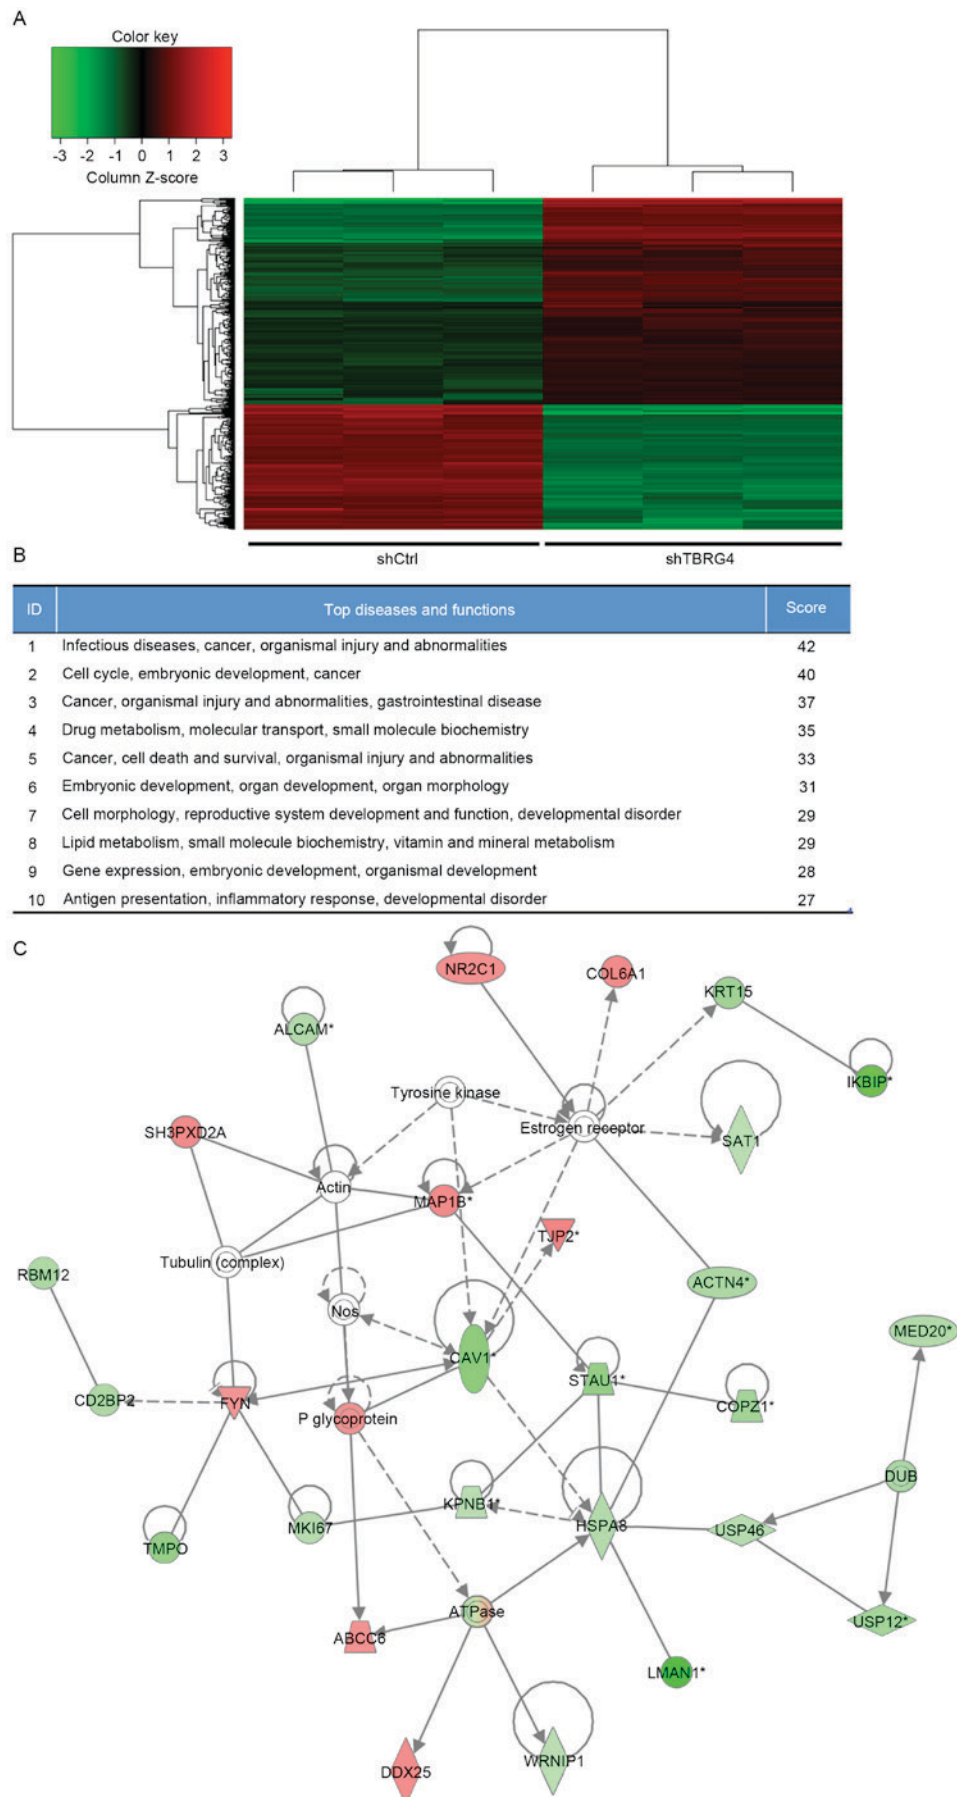 A
Color key
-3 -2 -1 0 1 2 3
Column Z-score
shCtrl shTBRG4
B
ID Top diseases and functions Score
1 Infectious diseases, cancer, organismal injury and abnormalities 42
2 Cell cycle, embryonic development, cancer 40
3 Cancer, organismal injury and abnormalities, gastrointestinal disease 37
4 Drug metabolism, molecular transport, small molecule biochemistry 35
5 Cancer, cell death and survival, organismal injury and abnormalities 33
6 Embryonic development, organ development, organ morphology 31
7 Cell morphology, reproductive system development and function, developmental disorder 29
8 Lipid metabolism, small molecule biochemistry, vitamin and mineral metabolism 29
9 Gene expression, embryonic development, organismal development 28
10 Antigen presentation, inflammatory response, developmental disorder 27
C
NR2C1
COL6A1
KRT15
ALCAM*
IKBIP*
Tyrosine kinase
Estrogen receptor
SAT1
SH3PXD2A
Actin
MAP1B*
TJP2*
Tubulin (complex)
RBM12
ACTN4*
Nos
MED20*
CAV1*
STAU1*
CD2BP2
FYN
COPZ1*
P glycoprotein
DUB
KPNB1*
HSPA8
USP46
MKI67
TMPO
ATPase
USP12*
ABCC6
LMAN1*
WRNIP1
DDX25